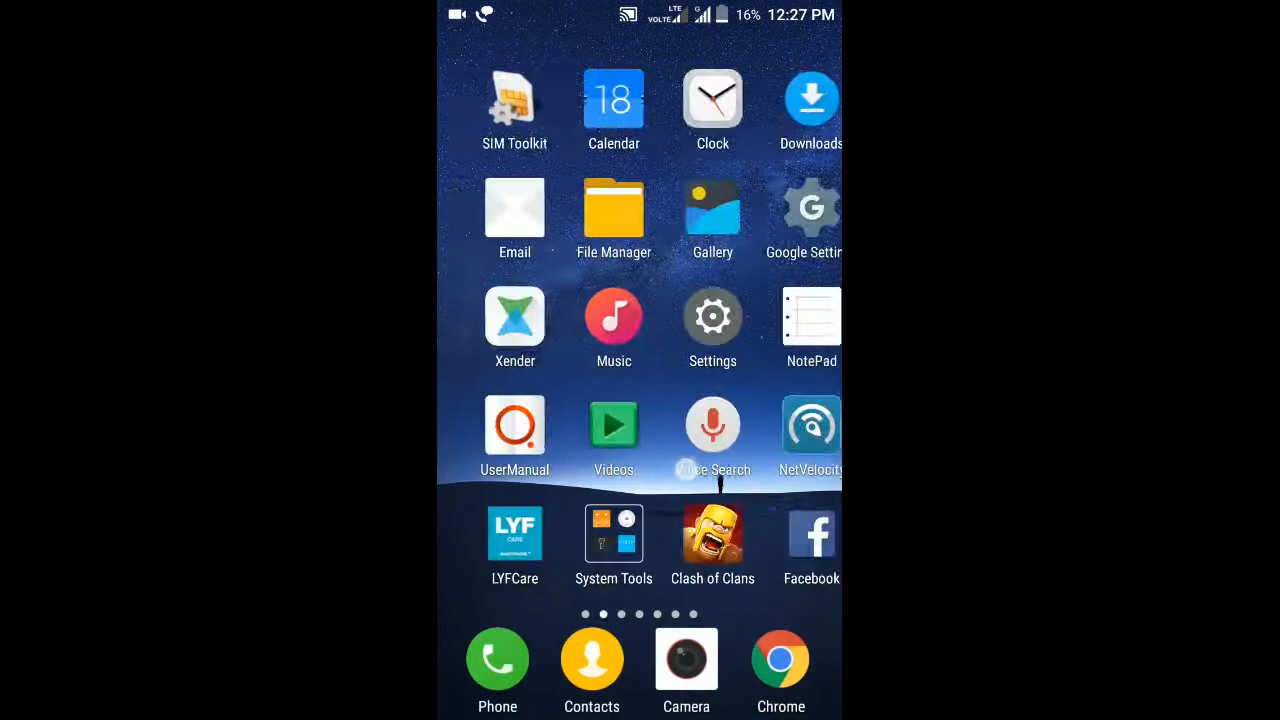 LTE
VOLTE
G
16% 12:27 PM
18
SIM Toolkit Calendar Clock Downloads
G
Email File Manager Gallery Google Settin
Xender Music Settings NotePad
UserManual Videos Search NetVelocity
LYF
CARE
f
LYFCare System Tools Clash of Clans Facebook
Phone Contacts Camera Chrome